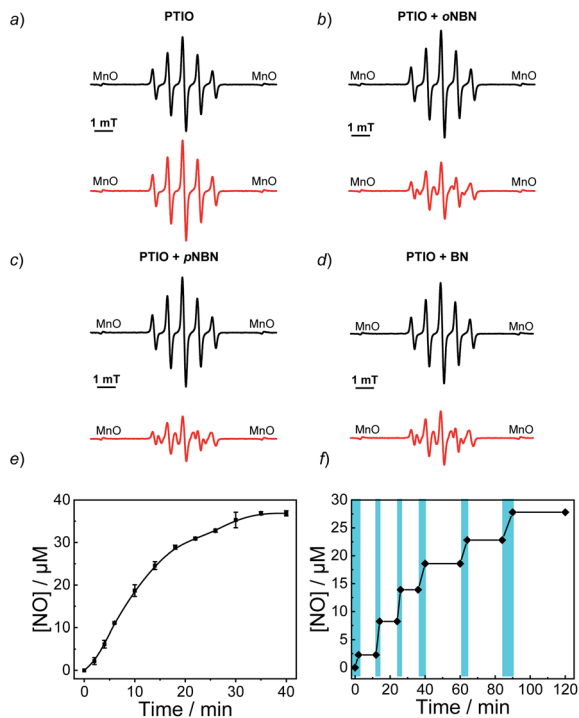 a) PTIO
b) PTIO + oNBN
MnO MnO
MnO MnO
1 mT
1 mT
MnO MnO
MnO MnO
c) PTIO + pNBN
d) PTIO + BN
MnO MnO
MnO MnO
1 mT
1 mT
MnO MnO
MnO MnO
e)
f)
40
30
20
10
0
[NO] / µM
0 10 20 30 40
Time / min
30
25
20
15
10
5
0
[NO] / µM
0 20 40 60 80 100 120
Time / min